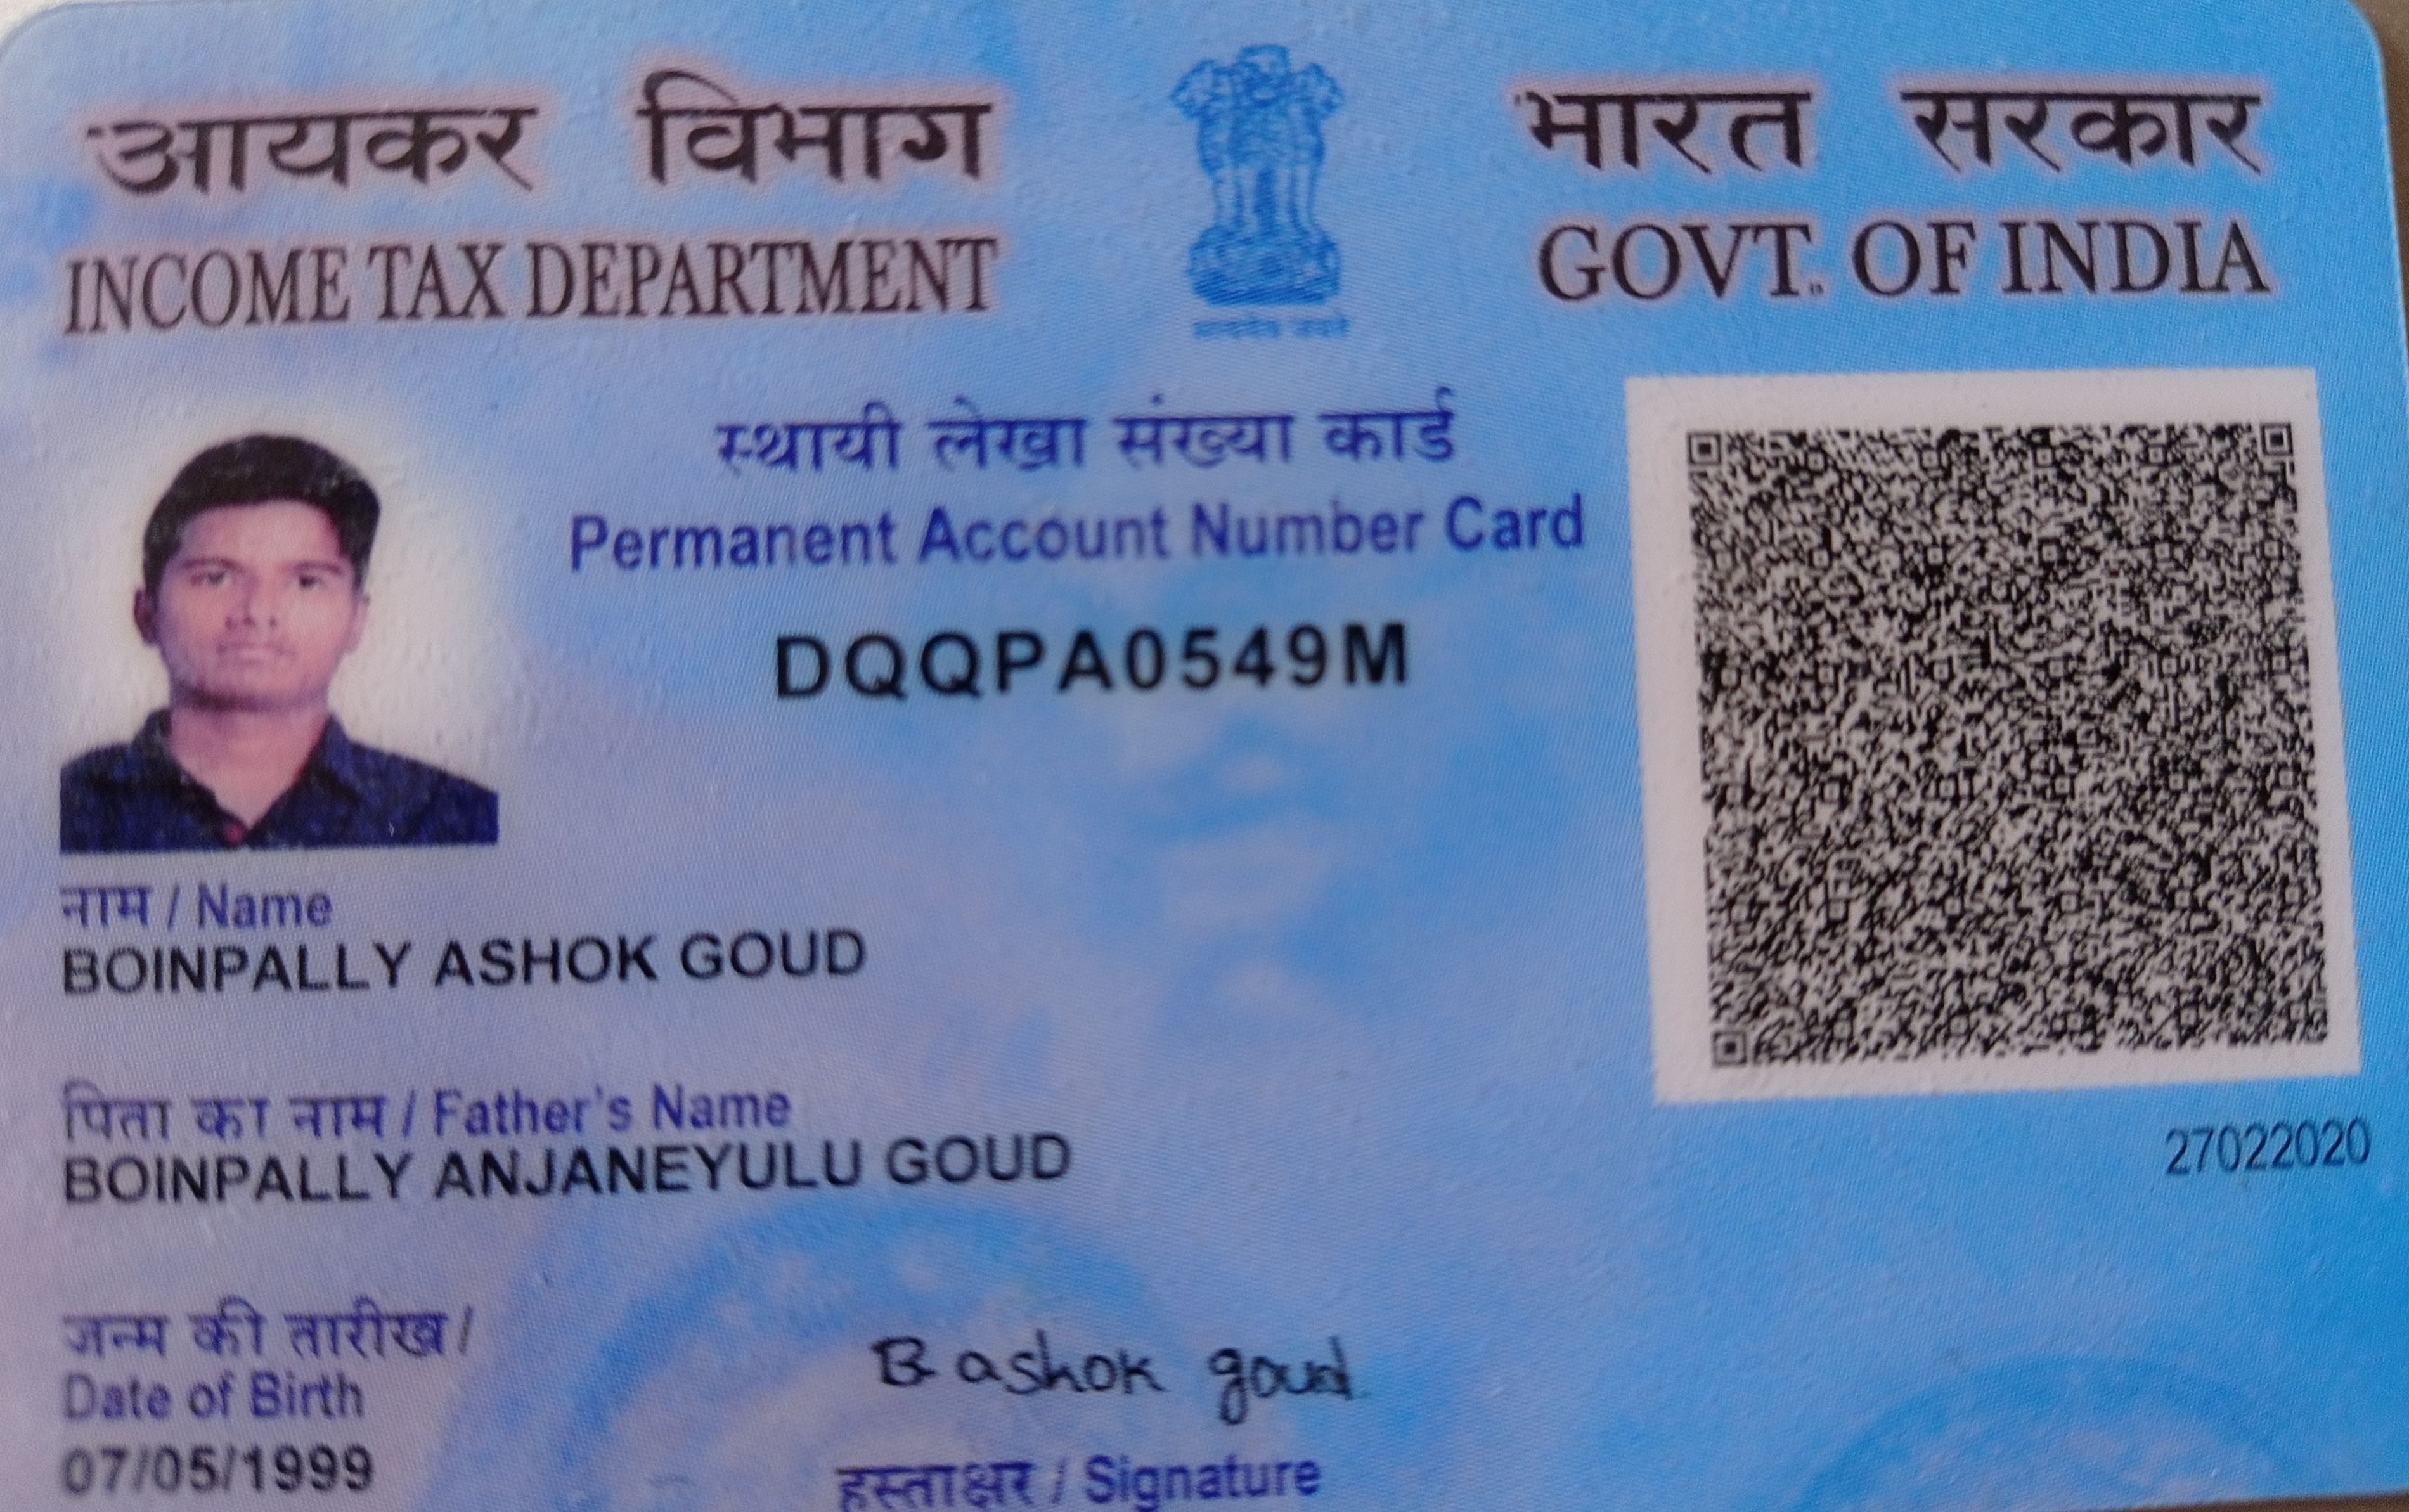 आयकर विभाग
INCOME TAX DEPARTMENT
भारत सरकार
GOVT. OF INDIA
सत्यमेव जयते
स्थायी लेखा संख्या कार्ड
Permanent Account Number Card
DQQPA0549M
नाम / Name
BOINPALLY ASHOK GOUD
पिता का नाम / Father's Name
BOINPALLY ANJANEYULU GOUD
27022020
जन्म की तारीख /
Date of Birth
07/05/1999
B ashok goud
हस्ताक्षर / Signature